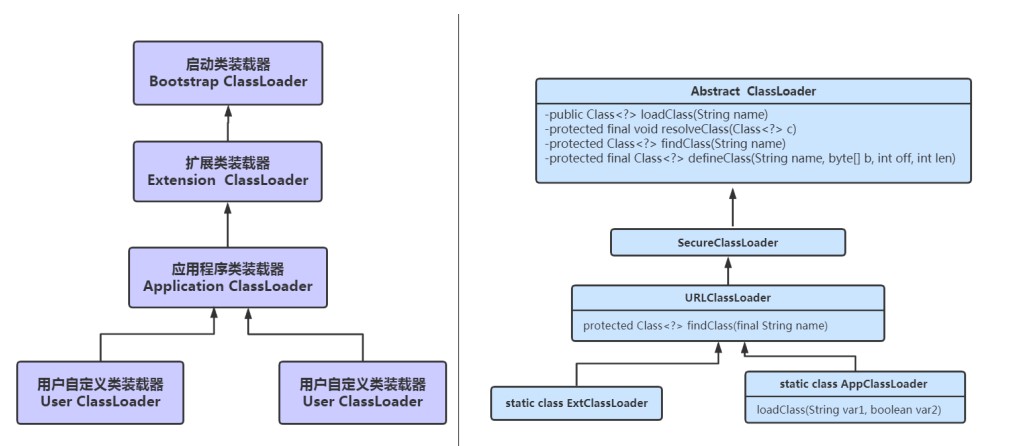 启动类装载器
Bootstrap ClassLoader
扩展类装载器
Extension ClassLoader
应用程序类装载器
Application ClassLoader
用户自定义类装载器
User ClassLoader
用户自定义类装载器
User ClassLoader
Abstract ClassLoader
-public Class<?> loadClass(String name)
-protected final void resolveClass(Class<?> c)
-protected Class<?> findClass(String name)
-protected final Class<?> defineClass(String name, byte[] b, int off, int len)
SecureClassLoader
URLClassLoader
protected Class<?> findClass(final String name)
static class ExtClassLoader
static class AppClassLoader
loadClass(String var1, boolean var2)